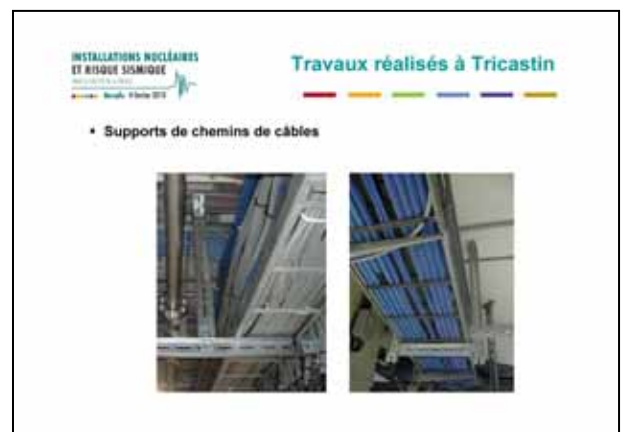 INSTALLATIONS NUCLÉAIRES
ET RISQUE SISMIQUE
Travaux réalisés à Tricastin
• Supports de chemins de câbles